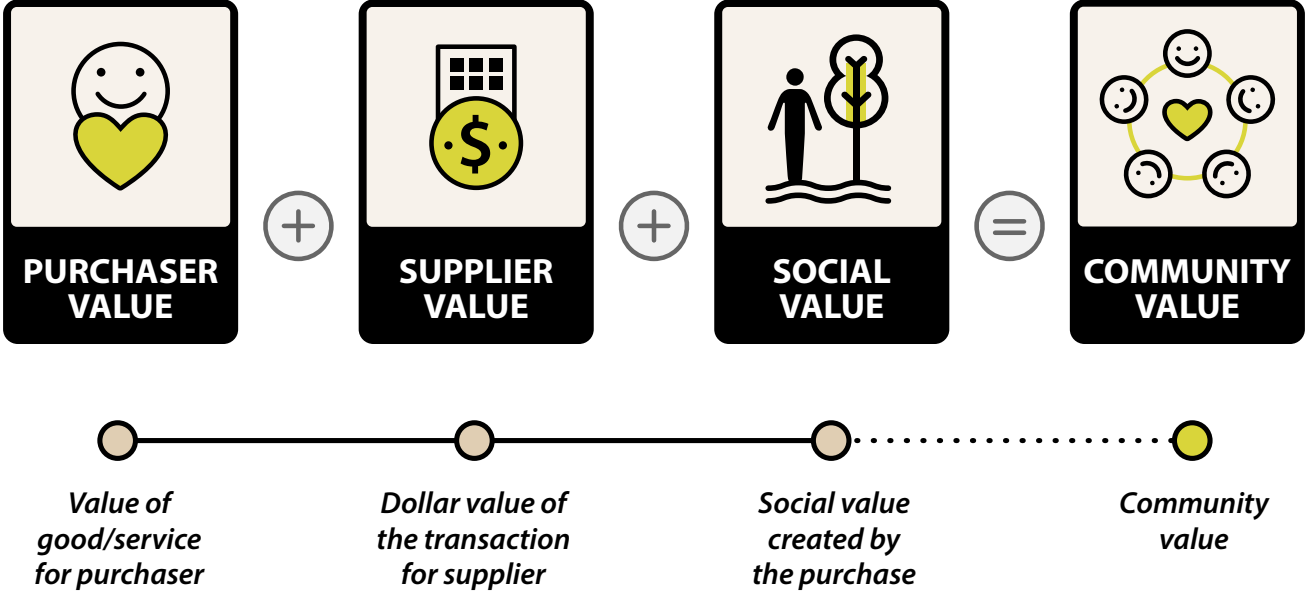 $
+
+
=
PURCHASER
VALUE
SUPPLIER
VALUE
SOCIAL
VALUE
COMMUNITY
VALUE
Value of
good/service
for purchaser
Dollar value of
the transaction
for supplier
Social value
created by
the purchase
Community
value